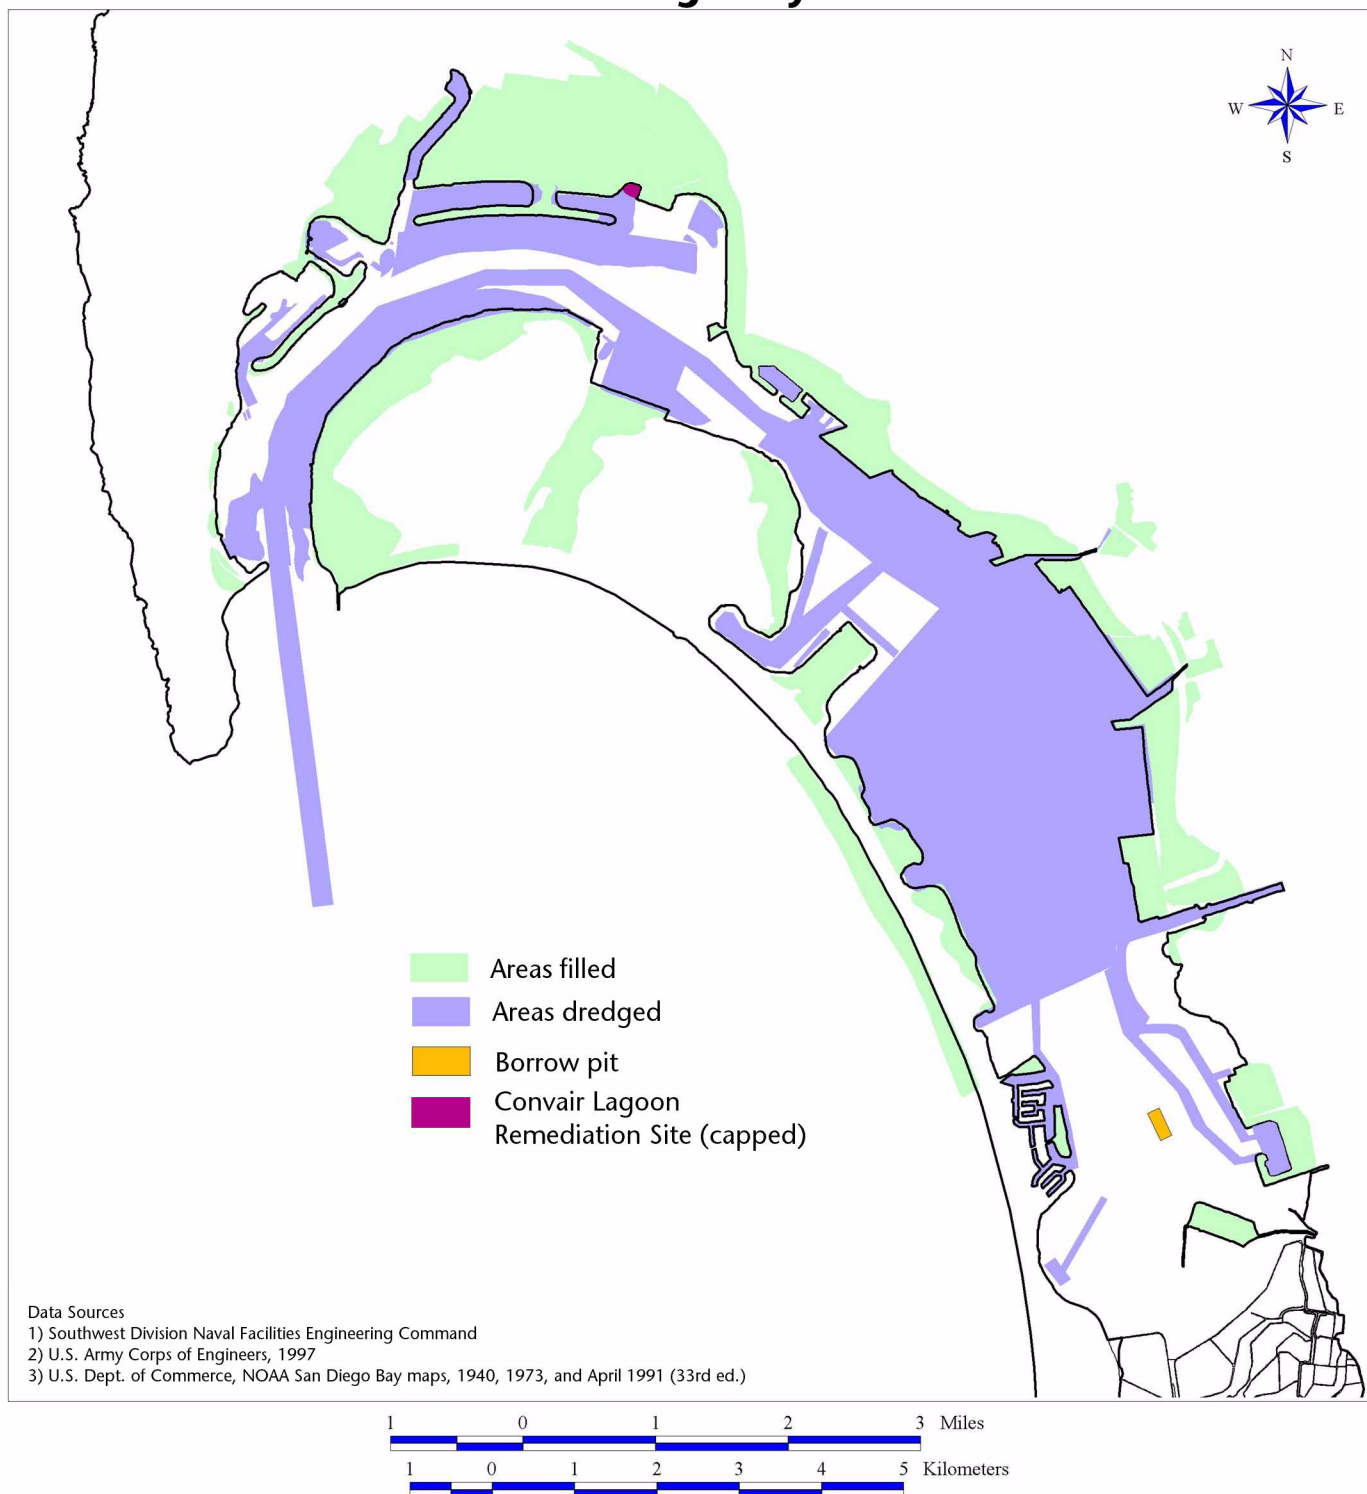 N
W E
S
Areas filled
Areas dredged
Borrow pit
Convair Lagoon
Remediation Site (capped)
Data Sources
1) Southwest Division Naval Facilities Engineering Command
2) U.S. Army Corps of Engineers, 1997
3) U.S. Dept. of Commerce, NOAA San Diego Bay maps, 1940, 1973, and April 1991 (33rd ed.)
1 0 1 2 3 Miles
1 0 1 2 3 4 5 Kilometers